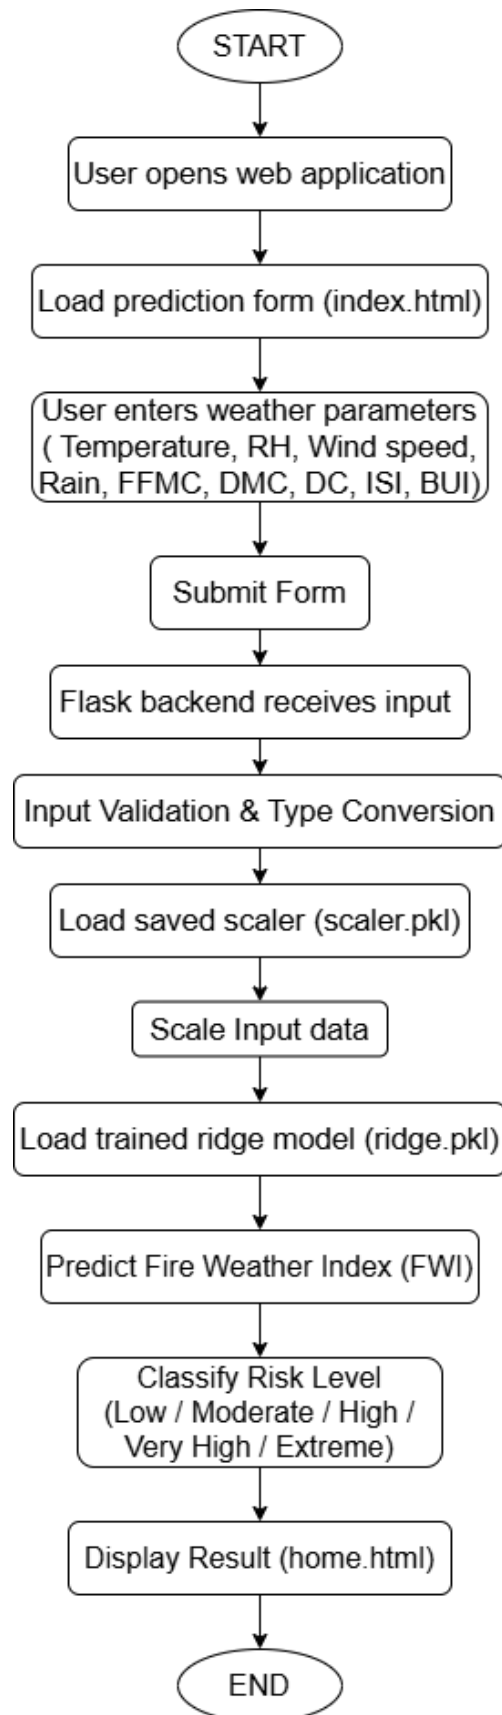 START
User opens web application
Load prediction form (index.html)
User enters weather parameters
( Temperature, RH, Wind speed,
Rain, FFMC, DMC, DC, ISI, BUI)
Submit Form
Flask backend receives input
Input Validation & Type Conversion
Load saved scaler (scaler.pkl)
Scale Input data
Load trained ridge model (ridge.pkl)
Predict Fire Weather Index (FWI)
Classify Risk Level
(Low / Moderate / High /
Very High / Extreme)
Display Result (home.html)
END